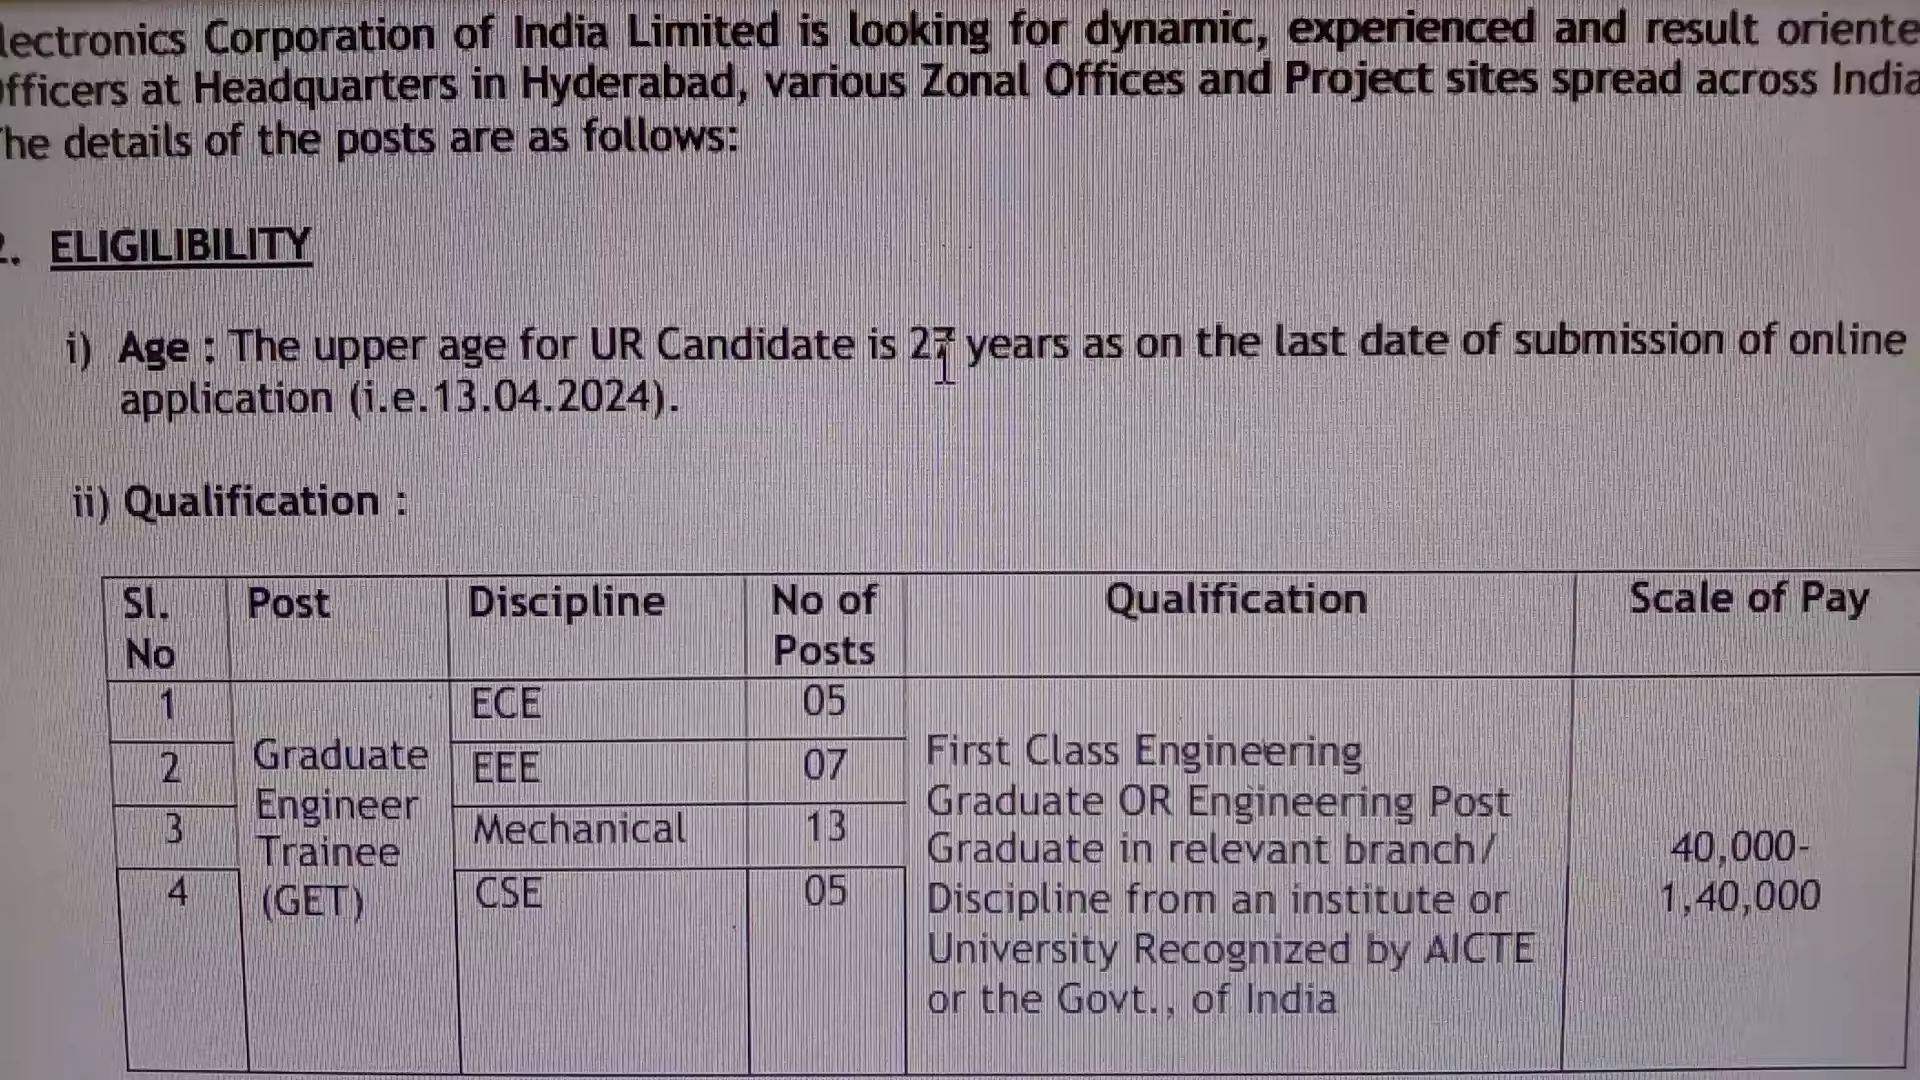 lectronics Corporation of India Limited is looking for dynamic, experienced and result oriente
fficers at Headquarters in Hyderabad, various Zonal Offices and Project sites spread across India
he details of the posts are as follows:
2. ELIGILIBILITY
i) Age : The upper age for UR Candidate is 27 years as on the last date of submission of online
application (i.e.13.04.2024).
ii) Qualification :
Sl. No Post Discipline No of Posts Qualification Scale of Pay
1 ECE 05
2 EEE 07
3 Mechanical 13
4 CSE 05
Graduate
Engineer
Trainee
(GET)
First Class Engineering
Graduate OR Engineering Post
Graduate in relevant branch/
Discipline from an institute or
University Recognized by AICTE
or the Govt., of India
40,000-
1,40,000